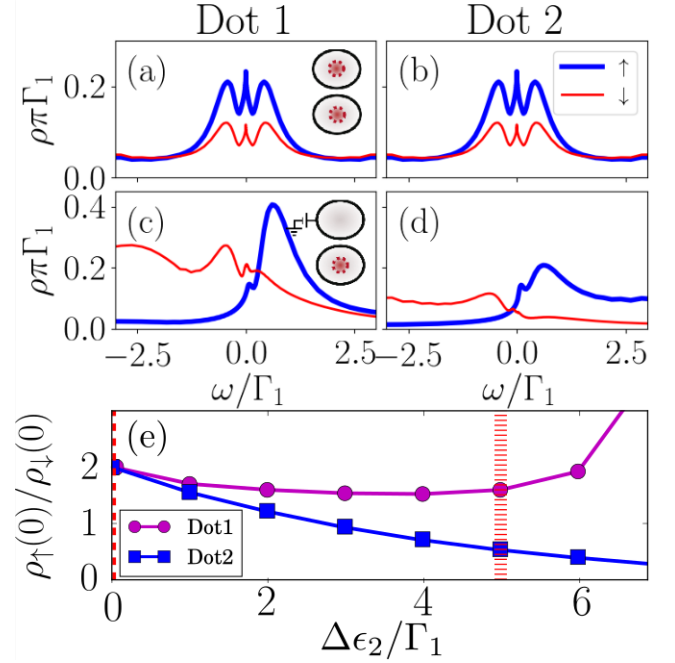 Dot 1 Dot 2
ρπΓ₁ 0.2 0.0 (a) (b) ↑ ↓
ρπΓ₁ 0.4 0.2 0.0 (c) (d)
−2.5 0.0 2.5 −2.5 0.0 2.5
ω/Γ₁ ω/Γ₁
ρ↑(0)/ρ↓(0) 2 1 0 (e)
Dot1
Dot2
0 2 4 6
Δϵ₂/Γ₁